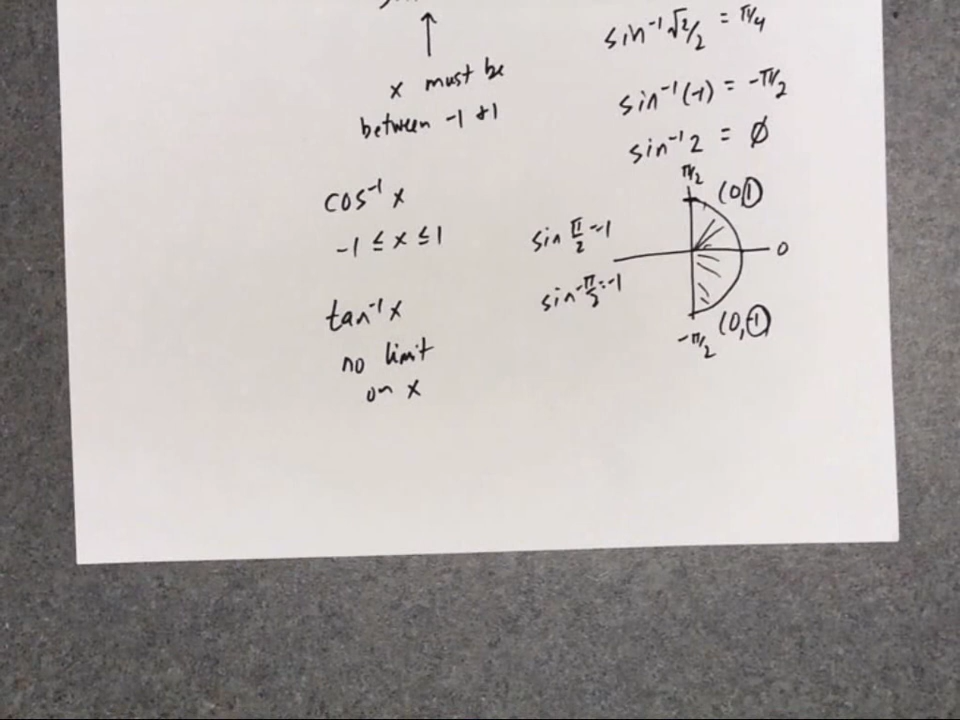 x must be
between -1 & 1
cos⁻¹ x
-1 ≤ x ≤ 1
tan⁻¹ x
no limit
on x
sin⁻¹ √2/2 = π/4
sin⁻¹(-1) = -π/2
sin⁻¹ 2 = ∅
π/2
(0,1)
sin π/2 = 1
0
sin -π/2 = -1
(0,-1)
-π/2